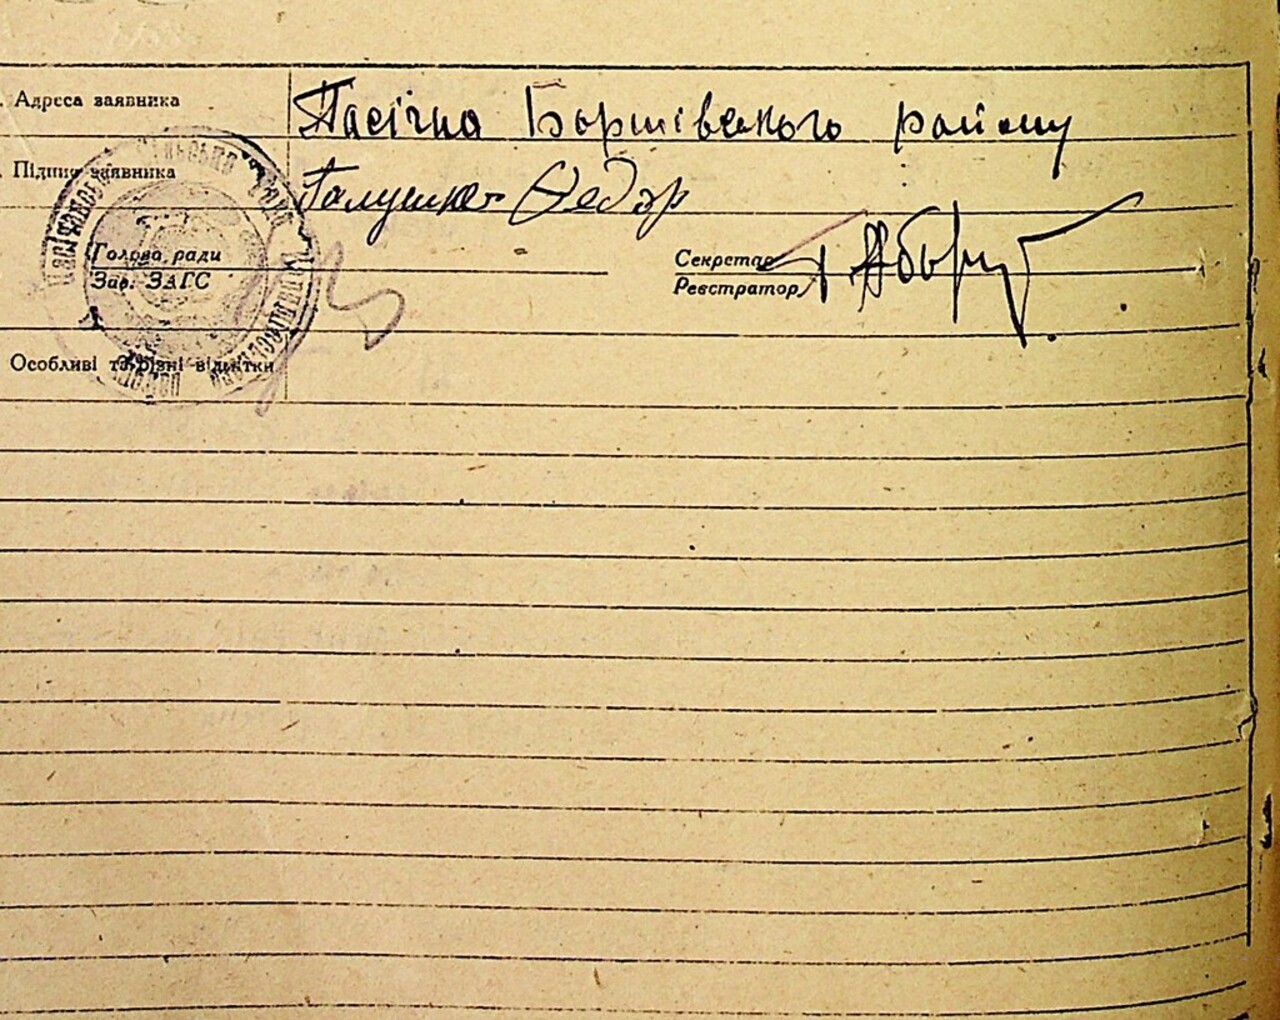 Адреса заявника Пасічна Борщівського району
Підпис заявника Галушка Федор
Голова ради
Зав. ЗАГС
Секретар
Реєстратор
Особливі та різні відмітки